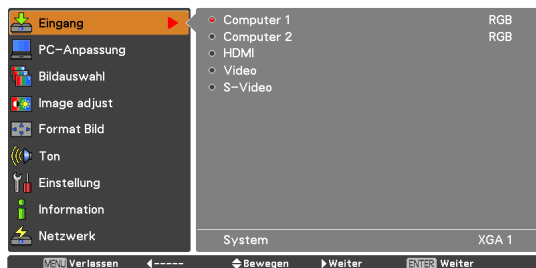 Eingang
PC-Anpassung
Bildauswahl
Image adjust
Format Bild
Ton
Einstellung
Information
Netzwerk
Computer 1 RGB
Computer 2 RGB
HDMI
Video
S-Video
System XGA 1
MENU Verlassen ◀----- ◆Bewegen ▶Weiter ENTER Weiter